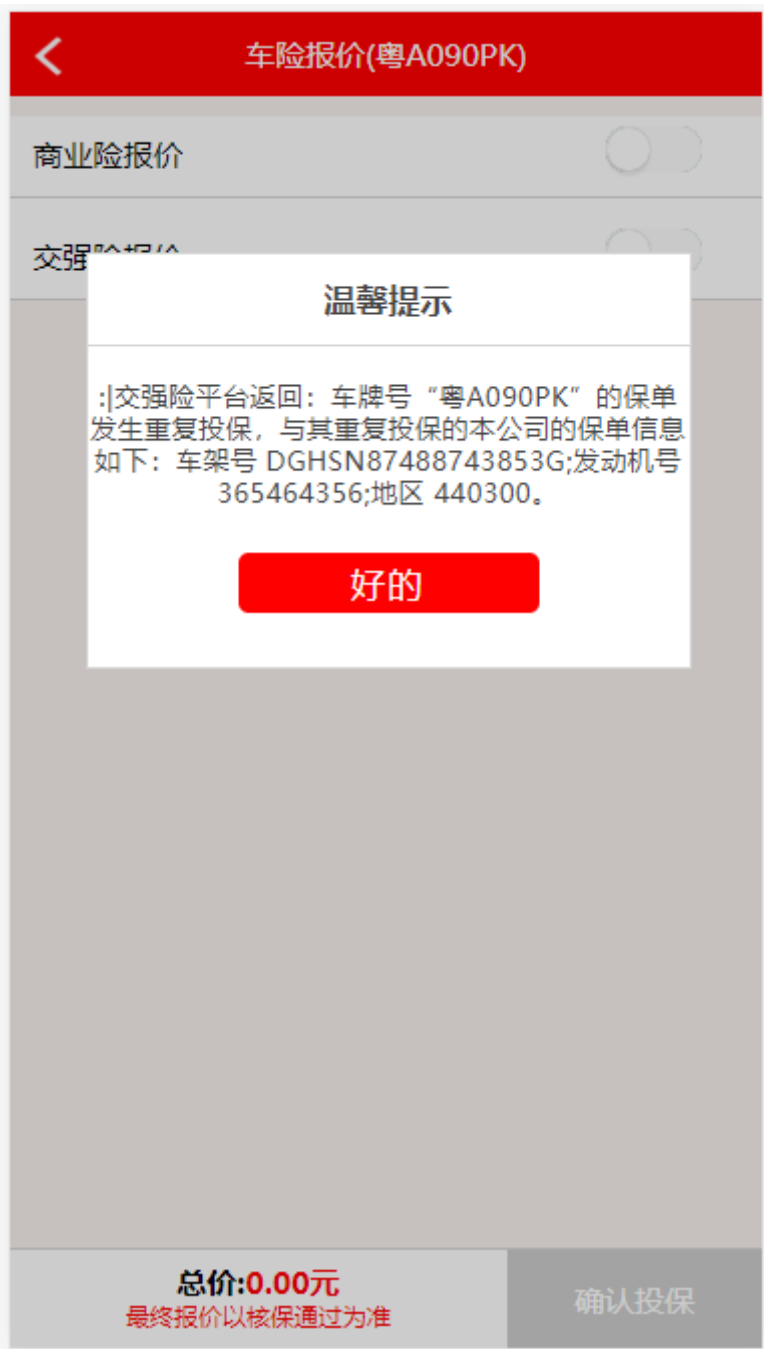 车险报价(粤A090PK)
商业险报价
交强险报价
温馨提示
:|交强险平台返回：车牌号“粤A090PK”的保单
发生重复投保，与其重复投保的本公司的保单信息
如下：车架号 DGHSN87488743853G;发动机号
365464356;地区 440300。
好的
总价:0.00元
最终报价以核保通过为准
确认投保